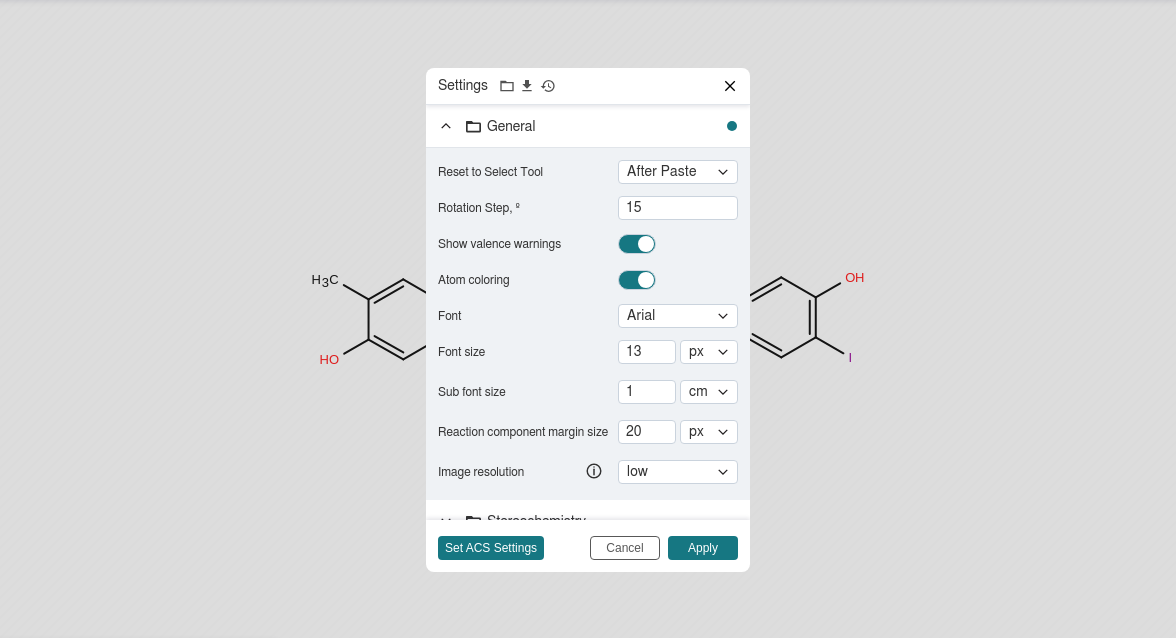 Settings
General
Reset to Select Tool After Paste
Rotation Step, º 15
Show valence warnings
Atom coloring
Font Arial
Font size 13 px
Sub font size 1 cm
Reaction component margin size 20 px
Image resolution low
Stereochemistry
Set ACS Settings Cancel Apply
H3C
HO
OH
I